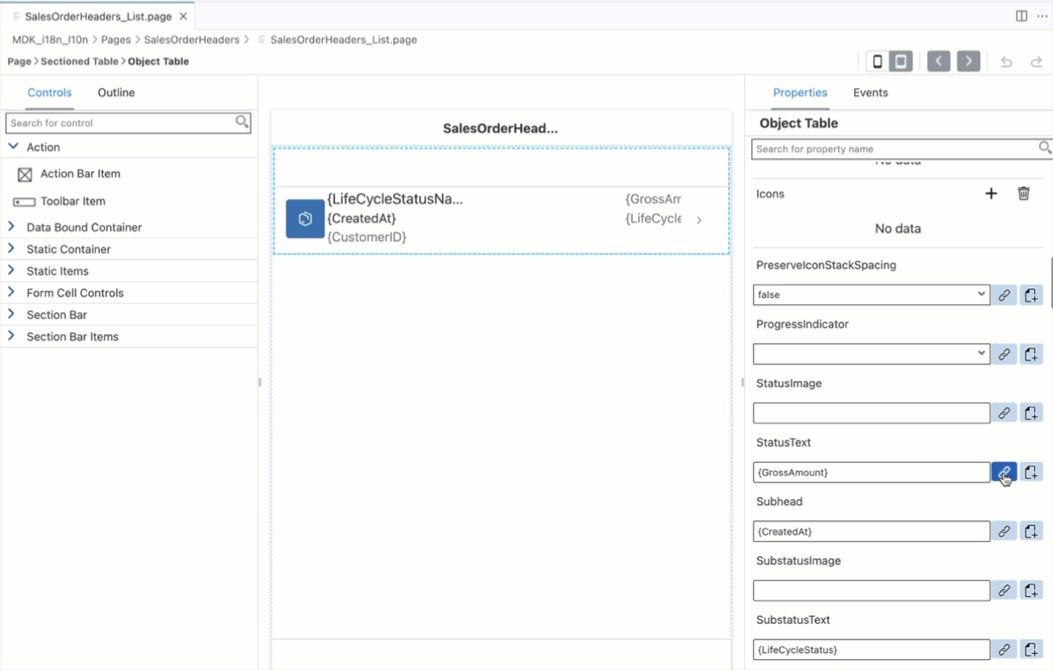 SalesOrderHeaders_List.page
MDK_i18n_l10n > Pages > SalesOrderHeaders > SalesOrderHeaders_List.page
Page > Sectioned Table > Object Table
Controls
Outline
Search for control
Action
Action Bar Item
Toolbar Item
Data Bound Container
Static Container
Static Items
Form Cell Controls
Section Bar
Section Bar Items
SalesOrderHead...
{LifeCycleStatusNa...
{GrossAm
{CreatedAt}
{LifeCycle
{CustomerID}
Properties
Events
Object Table
Search for property name
No data
Icons
No data
PreserveIconStackSpacing
false
ProgressIndicator
StatusImage
StatusText
{GrossAmount}
Subhead
{CreatedAt}
SubstatusImage
SubstatusText
{LifeCycleStatus}